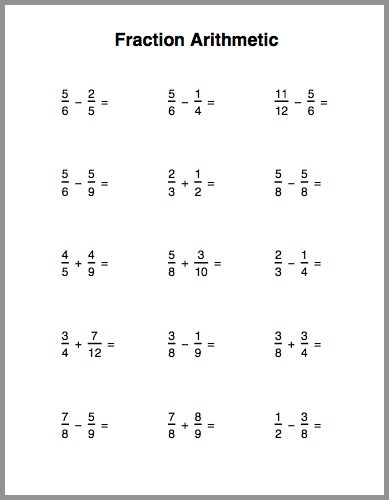 Fraction Arithmetic
5/6 − 2/5 = 5/6 − 1/4 = 11/12 − 5/6 =
5/6 − 5/9 = 2/3 + 1/2 = 5/8 − 5/8 =
4/5 + 4/9 = 5/8 + 3/10 = 2/3 − 1/4 =
3/4 + 7/12 = 3/8 − 1/9 = 3/8 + 3/4 =
7/8 − 5/9 = 7/8 + 8/9 = 1/2 − 3/8 =